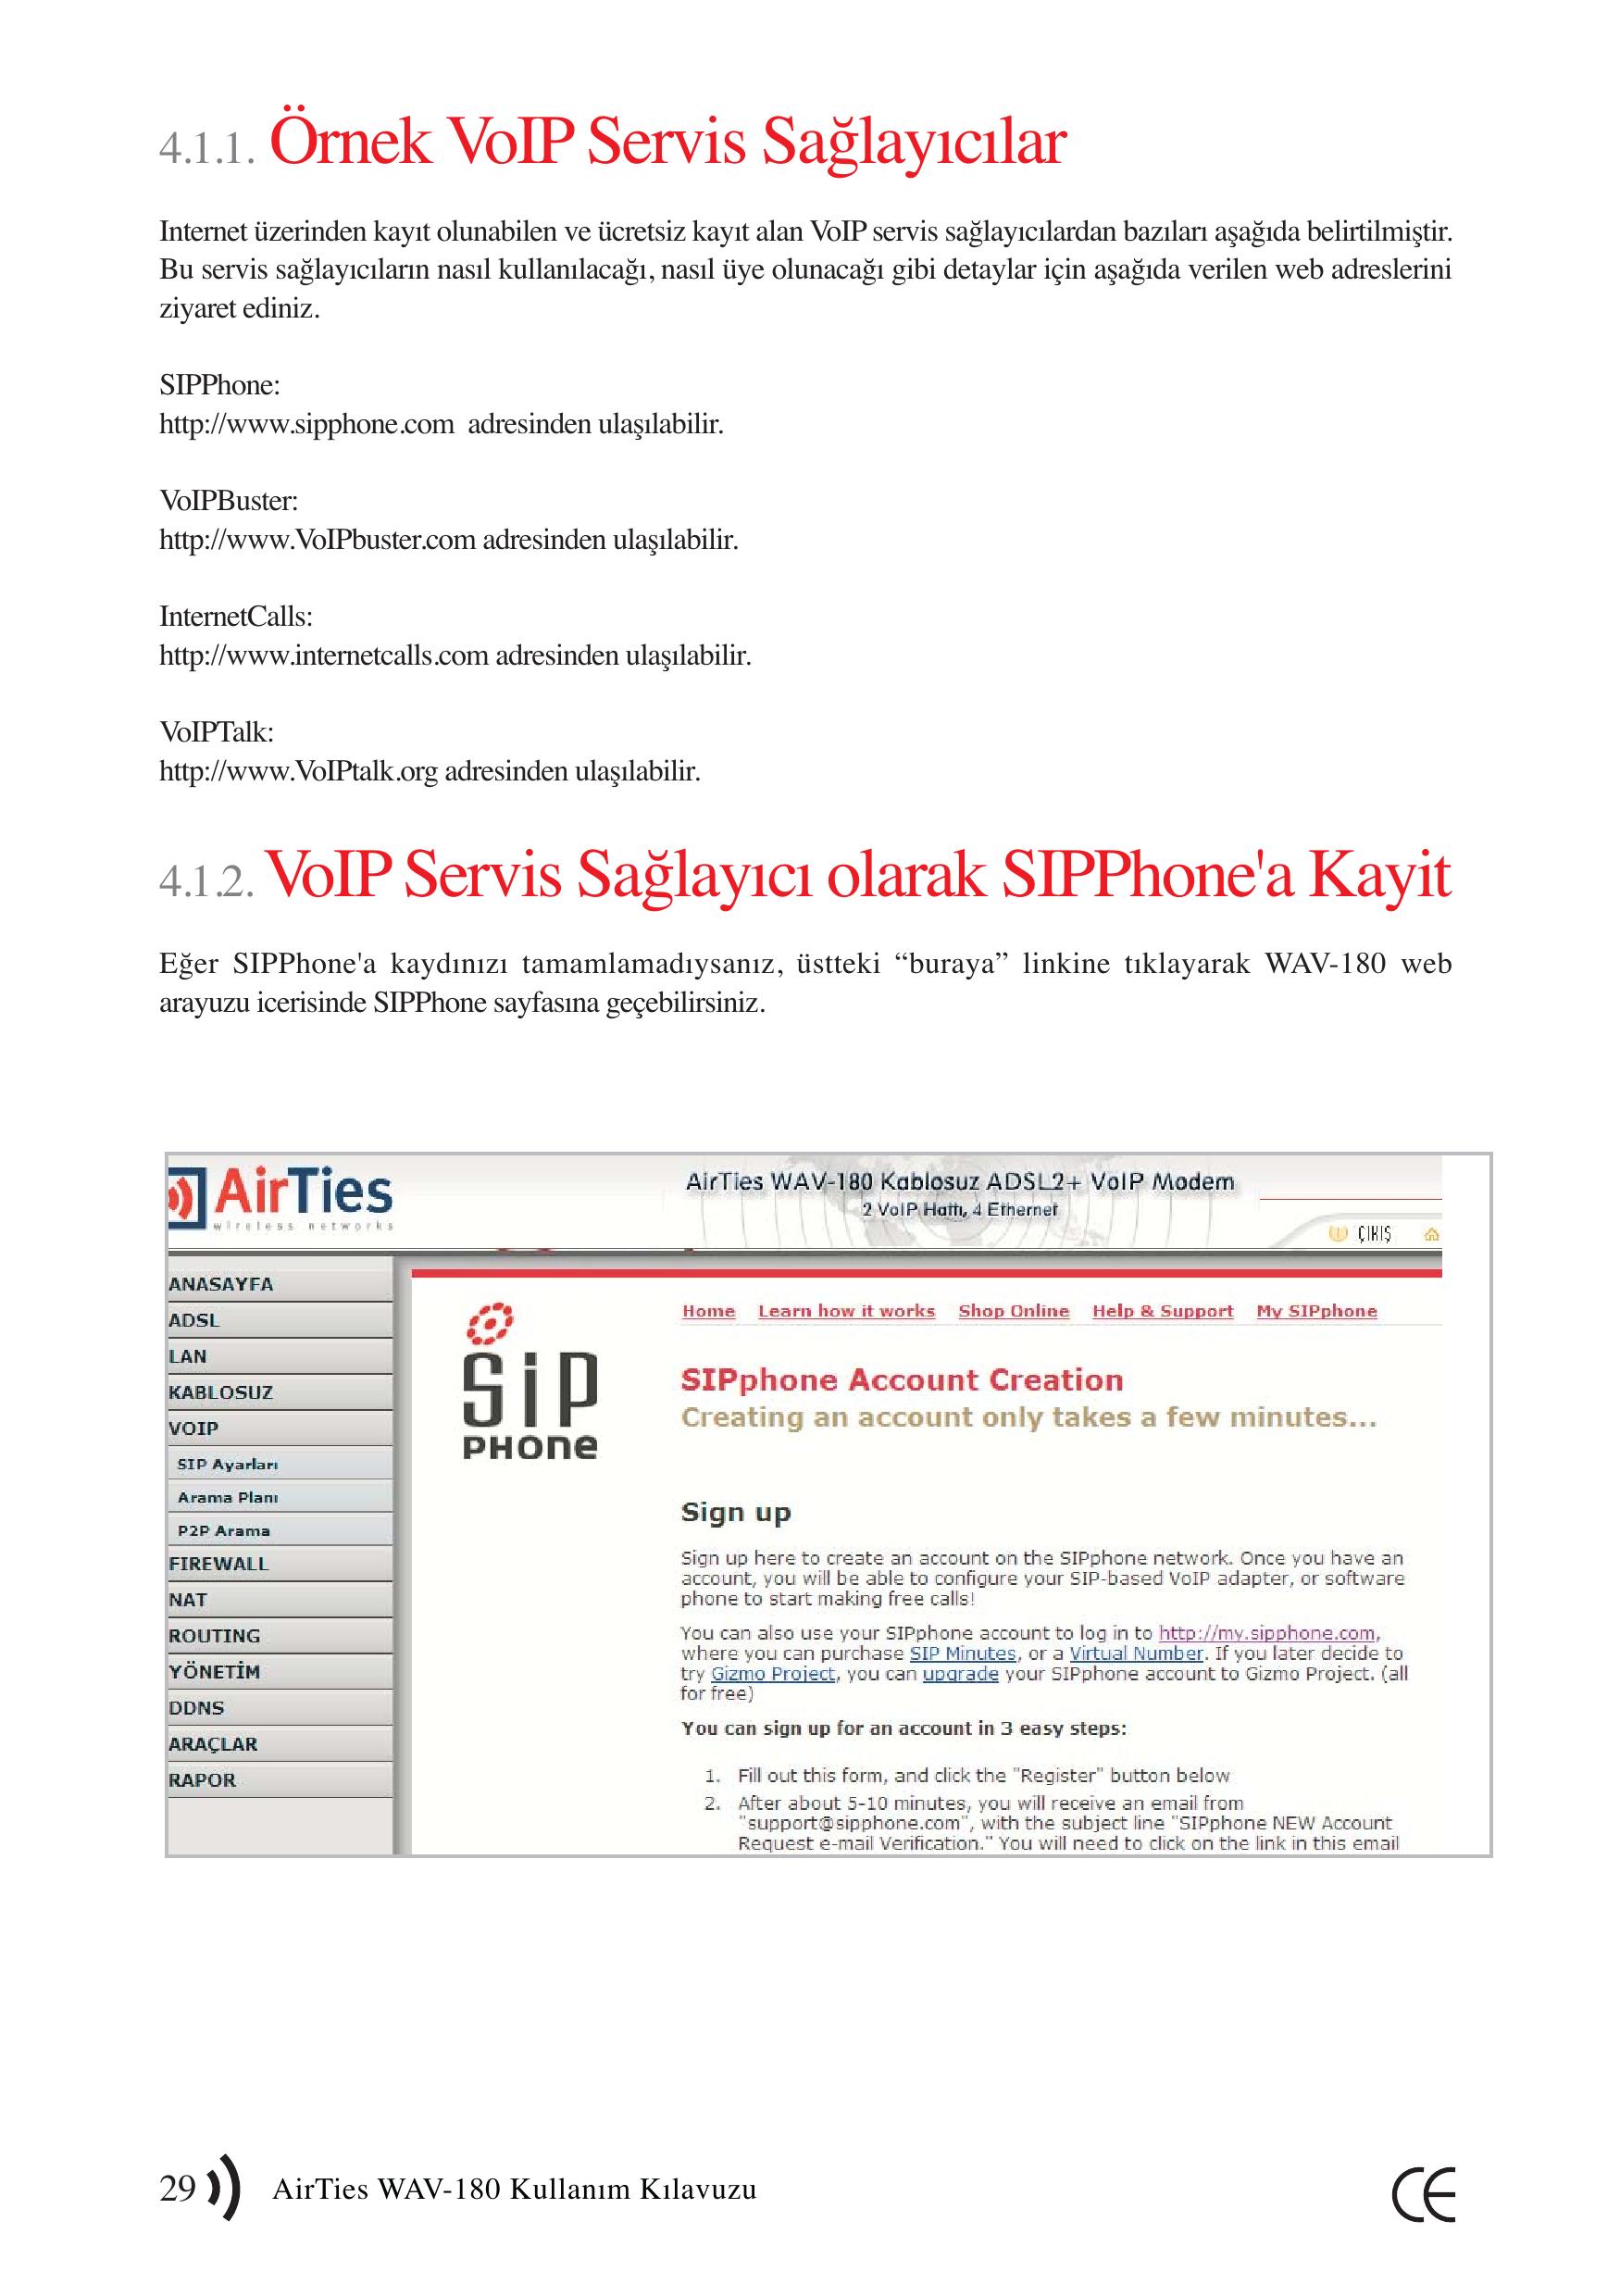 4.1.1. Örnek VoIP Servis Sağlayıcılar
Internet üzerinden kayıt olunabilen ve ücretsiz kayıt alan VoIP servis sağlayıcılardan bazıları aşağıda belirtilmiştir.
Bu servis sağlayıcıların nasıl kullanılacağı, nasıl üye olunacağı gibi detaylar için aşağıda verilen web adreslerini
ziyaret ediniz.
SIPPhone:
http://www.sipphone.com adresinden ulaşılabilir.
VoIPBuster:
http://www.VoIPbuster.com adresinden ulaşılabilir.
InternetCalls:
http://www.internetcalls.com adresinden ulaşılabilir.
VoIPTalk:
http://www.VoIPtalk.org adresinden ulaşılabilir.
4.1.2. VoIP Servis Sağlayıcı olarak SIPPhone'a Kayit
Eğer SIPPhone'a kaydınızı tamamlamadıysanız, üstteki “buraya” linkine tıklayarak WAV-180 web
arayuzu icerisinde SIPPhone sayfasına geçebilirsiniz.
AirTies
wireless networks
AirTies WAV-180 Kablosuz ADSL2+ VoIP Modem
2 VoIP Hattı, 4 Ethernet
ÇIKIŞ
ANASAYFA
ADSL
LAN
KABLOSUZ
VOIP
SIP Ayarları
Arama Planı
P2P Arama
FIREWALL
NAT
ROUTING
YÖNETİM
DDNS
ARAÇLAR
RAPOR
SiP
PHOne
Home Learn how it works Shop Online Help & Support My SIPphone
SIPphone Account Creation
Creating an account only takes a few minutes...
Sign up
Sign up here to create an account on the SIPphone network. Once you have an
account, you will be able to configure your SIP-based VoIP adapter, or software
phone to start making free calls!
You can also use your SIPphone account to log in to http://my.sipphone.com,
where you can purchase SIP Minutes, or a Virtual Number. If you later decide to
try Gizmo Project, you can upgrade your SIPphone account to Gizmo Project. (all
for free)
You can sign up for an account in 3 easy steps:
1. Fill out this form, and click the "Register" button below
2. After about 5-10 minutes, you will receive an email from
"support@sipphone.com", with the subject line "SIPphone NEW Account
Request e-mail Verification." You will need to click on the link in this email
29 AirTies WAV-180 Kullanım Kılavuzu
CE